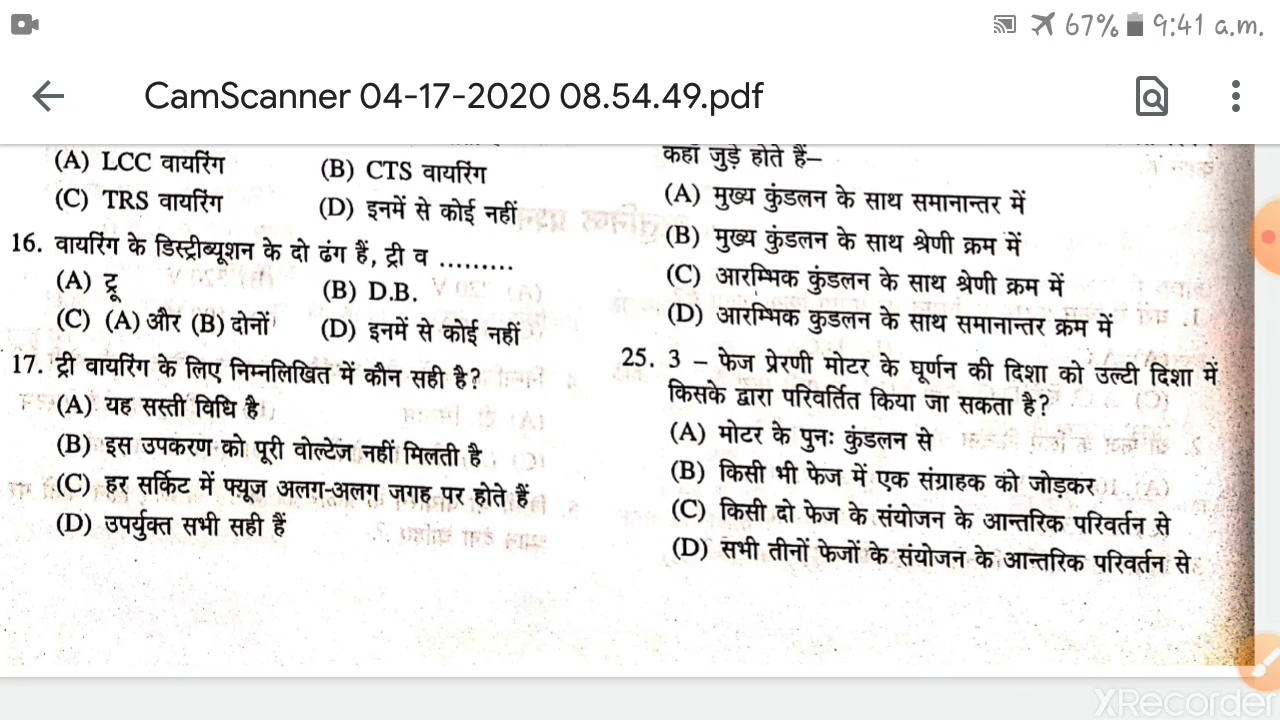 67% 9:41 a.m.
CamScanner 04-17-2020 08.54.49.pdf
(A) LCC वायरिंग
(B) CTS वायरिंग
(C) TRS वायरिंग
(D) इनमें से कोई नहीं
16. वायरिंग के डिस्ट्रीब्यूशन के दो ढंग हैं, ट्री व .........
(A) ट्रू
(B) D.B.
(C) (A) और (B) दोनों
(D) इनमें से कोई नहीं
17. ट्री वायरिंग के लिए निम्नलिखित में कौन सही है?
(A) यह सस्ती विधि है
(B) इस उपकरण को पूरी वोल्टेज नहीं मिलती है
(C) हर सर्किट में फ्यूज अलग-अलग जगह पर होते हैं
(D) उपर्युक्त सभी सही हैं
कहाँ जुड़े होते हैं–
(A) मुख्य कुंडलन के साथ समानान्तर में
(B) मुख्य कुंडलन के साथ श्रेणी क्रम में
(C) आरम्भिक कुंडलन के साथ श्रेणी क्रम में
(D) आरम्भिक कुडलन के साथ समानान्तर क्रम में
25. 3 – फेज प्रेरणी मोटर के घूर्णन की दिशा को उल्टी दिशा में
किसके द्वारा परिवर्तित किया जा सकता है?
(A) मोटर के पुनः कुंडलन से
(B) किसी भी फेज में एक संग्राहक को जोड़कर
(C) किसी दो फेज के संयोजन के आन्तरिक परिवर्तन से
(D) सभी तीनों फेजों के संयोजन के आन्तरिक परिवर्तन से
XRecorder